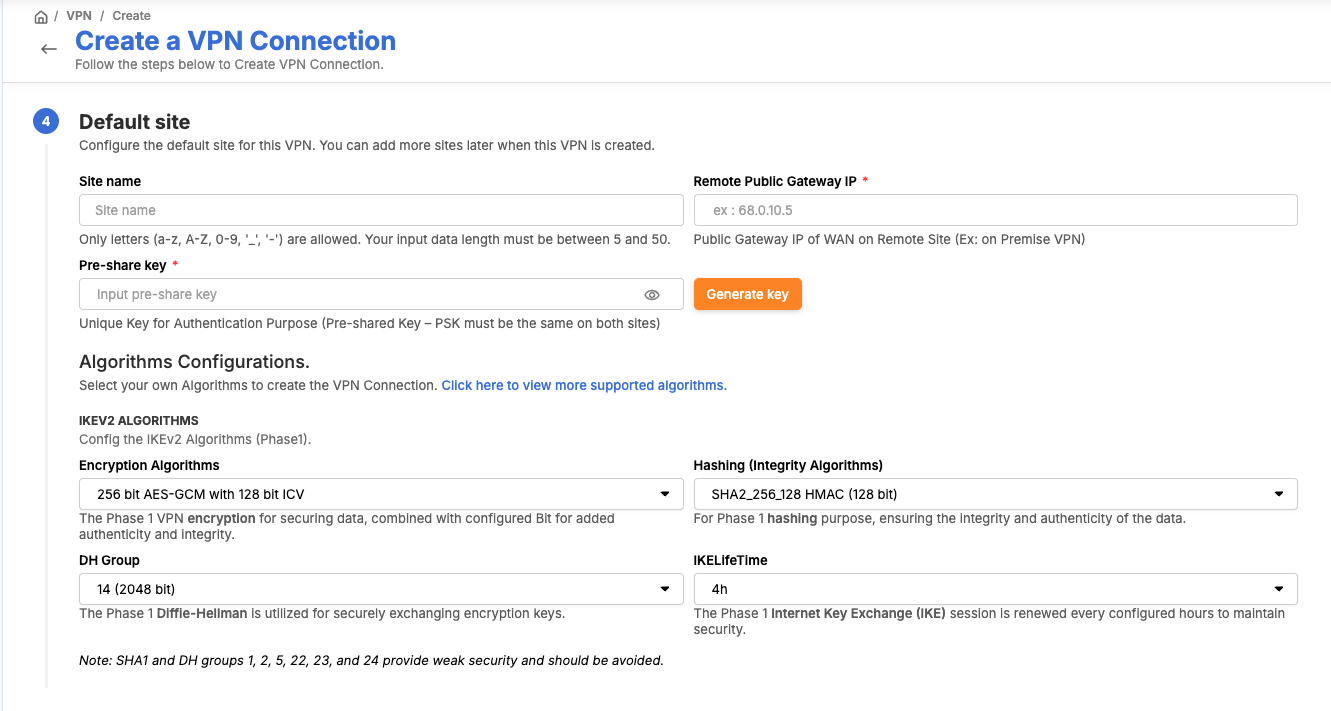 / VPN / Create
Create a VPN Connection
Follow the steps below to Create VPN Connection.
4
Default site
Configure the default site for this VPN. You can add more sites later when this VPN is created.
Site name
Remote Public Gateway IP *
Site name
ex : 68.0.10.5
Only letters (a-z, A-Z, 0-9, '_', '-') are allowed. Your input data length must be between 5 and 50.
Public Gateway IP of WAN on Remote Site (Ex: on Premise VPN)
Pre-share key *
Input pre-share key
Generate key
Unique Key for Authentication Purpose (Pre-shared Key – PSK must be the same on both sites)
Algorithms Configurations.
Select your own Algorithms to create the VPN Connection. Click here to view more supported algorithms.
IKEV2 ALGORITHMS
Config the IKEv2 Algorithms (Phase1).
Encryption Algorithms
Hashing (Integrity Algorithms)
256 bit AES-GCM with 128 bit ICV
SHA2_256_128 HMAC (128 bit)
The Phase 1 VPN encryption for securing data, combined with configured Bit for added
authenticity and integrity.
For Phase 1 hashing purpose, ensuring the integrity and authenticity of the data.
DH Group
IKELifeTime
14 (2048 bit)
4h
The Phase 1 Diffie-Hellman is utilized for securely exchanging encryption keys.
The Phase 1 Internet Key Exchange (IKE) session is renewed every configured hours to maintain
security.
Note: SHA1 and DH groups 1, 2, 5, 22, 23, and 24 provide weak security and should be avoided.